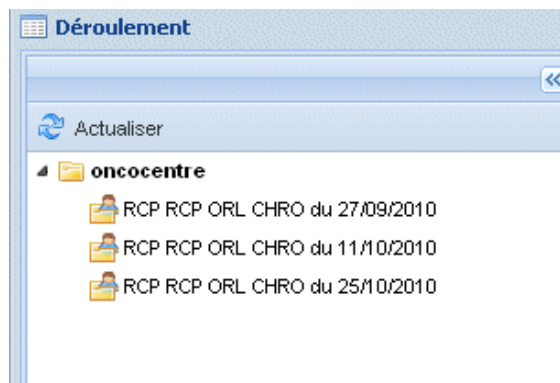 Déroulement
Actualiser
oncocentre
RCP RCP ORL CHRO du 27/09/2010
RCP RCP ORL CHRO du 11/10/2010
RCP RCP ORL CHRO du 25/10/2010